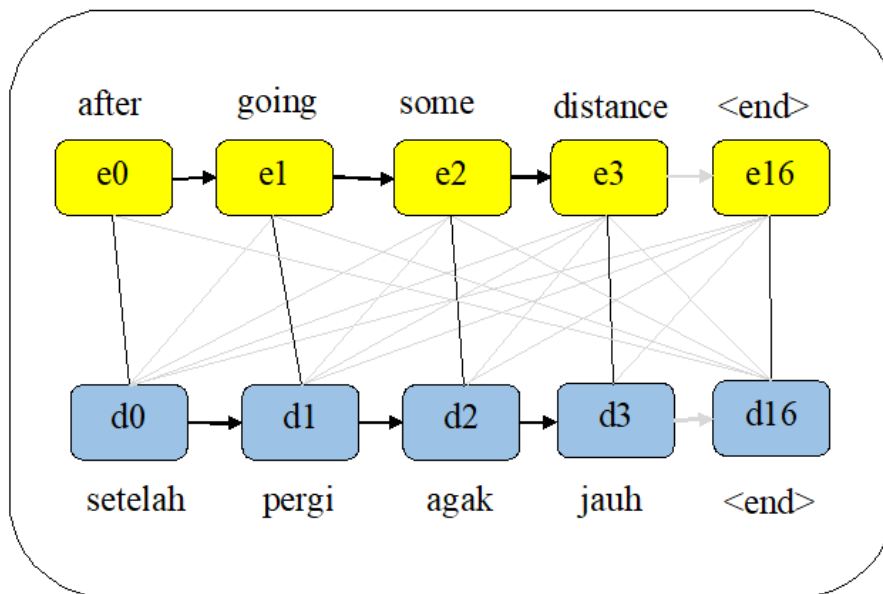 after going some distance <end>
e0 e1 e2 e3 e16
d0 d1 d2 d3 d16
setelah pergi agak jauh <end>